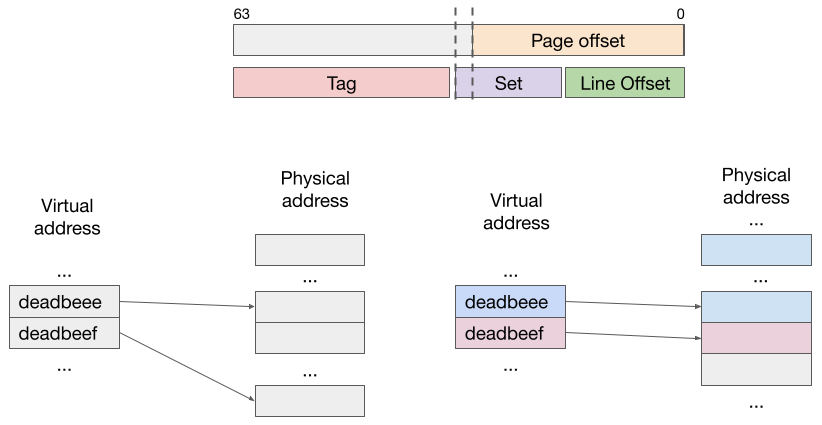 63
0
Page offset
Tag
Set
Line Offset
Virtual
address
...
deadbeee
deadbeef
...
Physical
address
...
...
Virtual
address
...
deadbeee
deadbeef
...
Physical
address
...
...
...